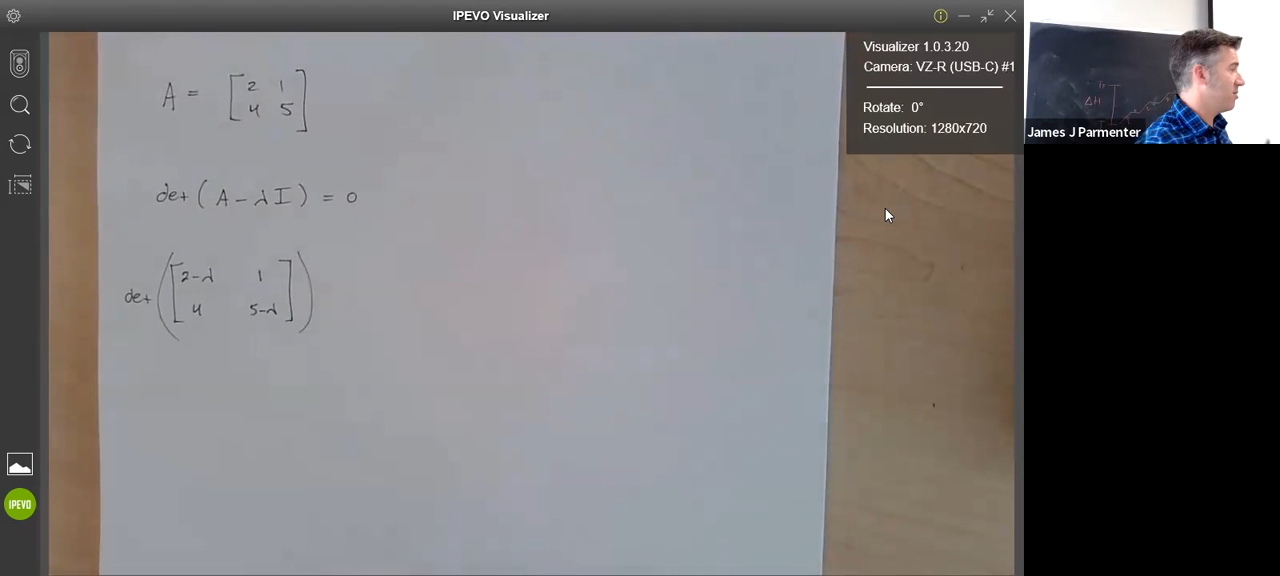 IPEVO Visualizer
Visualizer 1.0.3.20
Camera: VZ-R (USB-C) #1
Rotate: 0°
Resolution: 1280x720
A = [ 2 1
4 5 ]
det ( A - λ I ) = 0
det ( [ 2-λ 1
4 5-λ ] )
ΔH
James J Parmenter
IPEVO